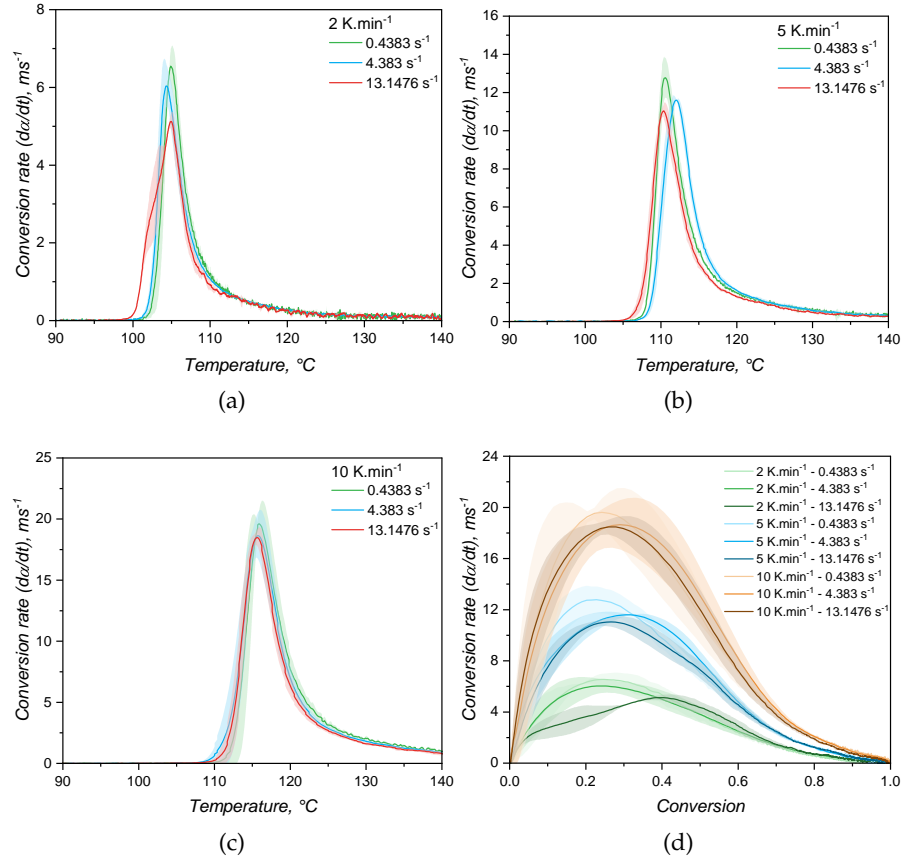 2 K.min⁻¹
0.4383 s⁻¹
4.383 s⁻¹
13.1476 s⁻¹
Conversion rate (dα/dt), ms⁻¹
8
6
4
2
0
90 100 110 120 130 140
Temperature, °C
(a)
5 K.min⁻¹
0.4383 s⁻¹
4.383 s⁻¹
13.1476 s⁻¹
Conversion rate (dα/dt), ms⁻¹
16
14
12
10
8
6
4
2
0
90 100 110 120 130 140
Temperature, °C
(b)
10 K.min⁻¹
0.4383 s⁻¹
4.383 s⁻¹
13.1476 s⁻¹
Conversion rate (dα/dt), ms⁻¹
25
20
15
10
5
0
90 100 110 120 130 140
Temperature, °C
(c)
2 K.min⁻¹ - 0.4383 s⁻¹
2 K.min⁻¹ - 4.383 s⁻¹
2 K.min⁻¹ - 13.1476 s⁻¹
5 K.min⁻¹ - 0.4383 s⁻¹
5 K.min⁻¹ - 4.383 s⁻¹
5 K.min⁻¹ - 13.1476 s⁻¹
10 K.min⁻¹ - 0.4383 s⁻¹
10 K.min⁻¹ - 4.383 s⁻¹
10 K.min⁻¹ - 13.1476 s⁻¹
Conversion rate (dα/dt), ms⁻¹
24
20
16
12
8
4
0
0.0 0.2 0.4 0.6 0.8 1.0
Conversion
(d)